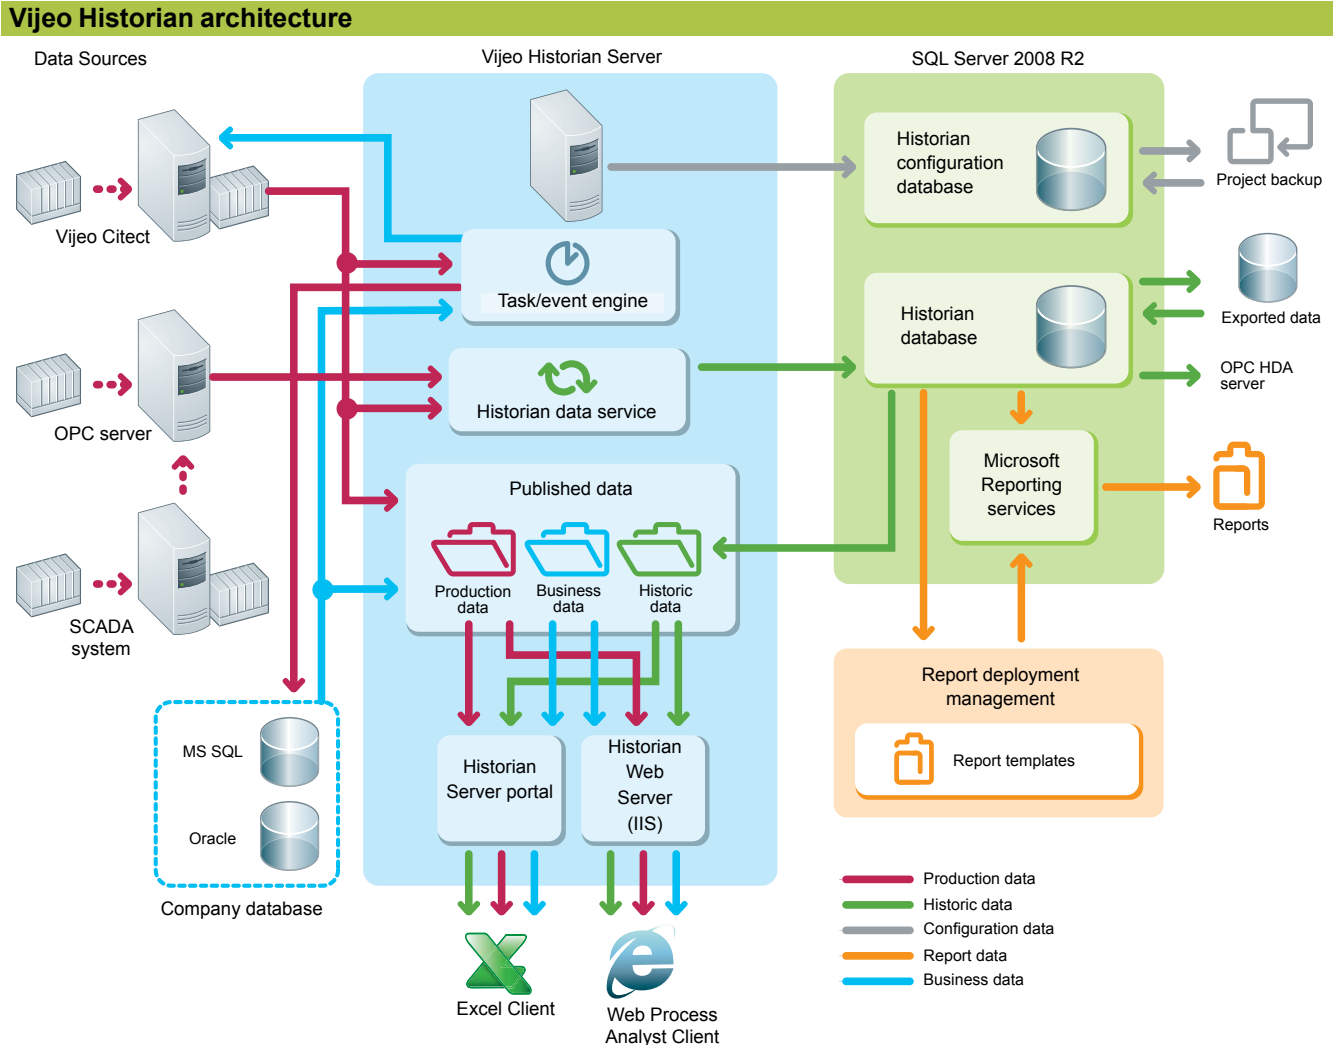 Vijeo Historian architecture
Data Sources
Vijeo Historian Server
SQL Server 2008 R2
Vijeo Citect
OPC server
SCADA
system
MS SQL
Oracle
Company database
Task/event engine
Historian data service
Published data
Production
data
Business
data
Historic
data
Historian
Server portal
Historian
Web
Server
(IIS)
Excel Client
Web Process
Analyst Client
Historian
configuration
database
Historian
database
Microsoft
Reporting
services
Project backup
Exported data
OPC HDA
server
Reports
Report deployment
management
Report templates
Production data
Historic data
Configuration data
Report data
Business data